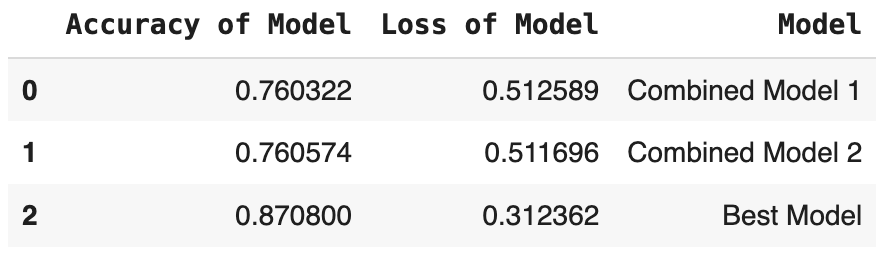 Accuracy of Model Loss of Model Model
0 0.760322 0.512589 Combined Model 1
1 0.760574 0.511696 Combined Model 2
2 0.870800 0.312362 Best Model